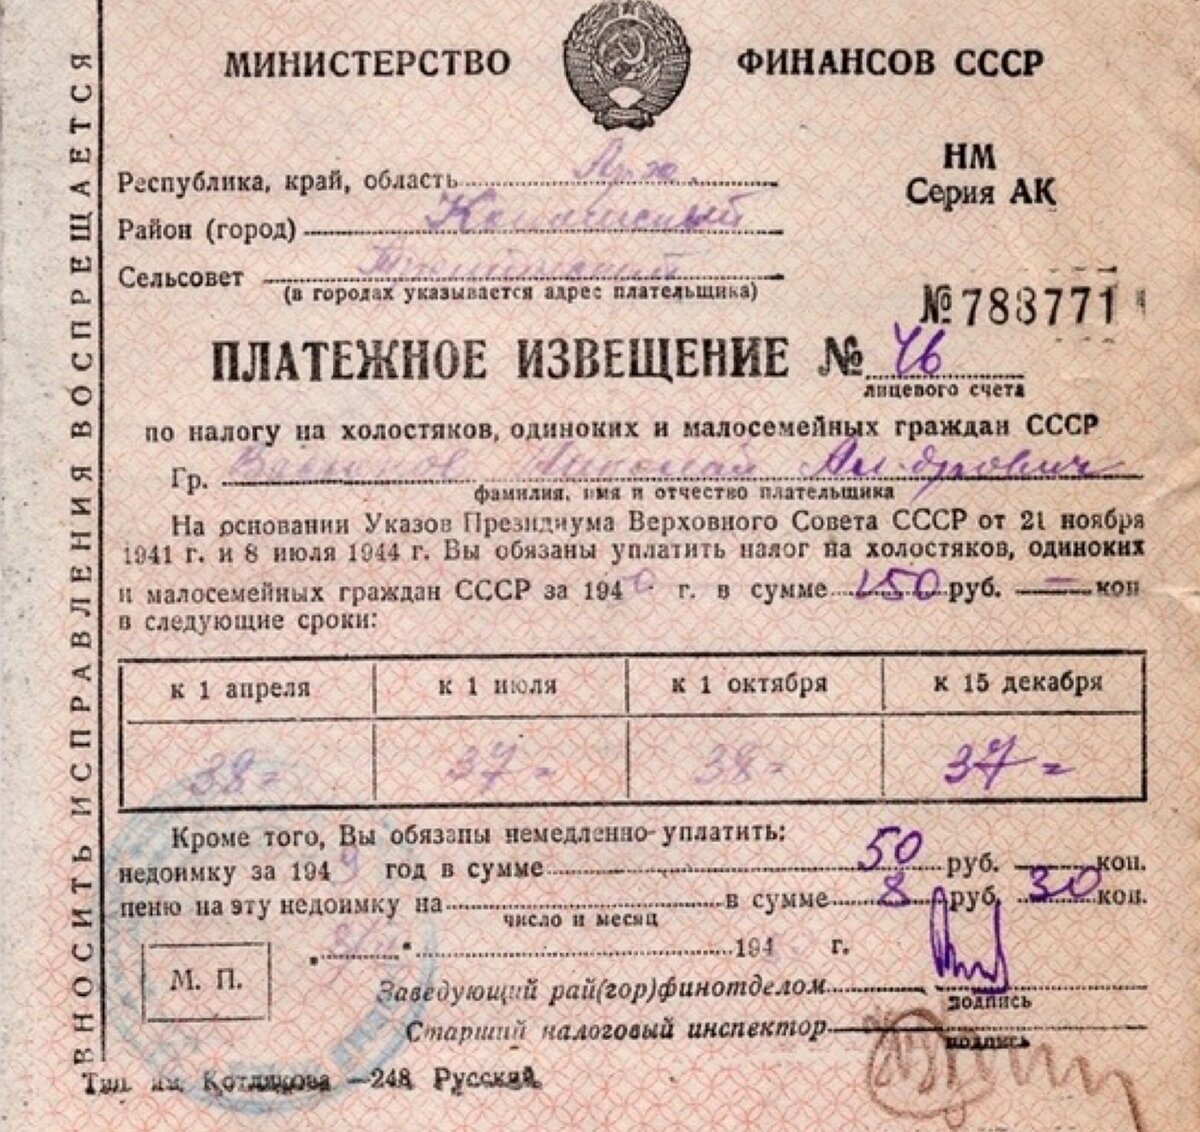 ВНОСИТЬ ИСПРАВЛЕНИЯ ВОСПРЕЩАЕТСЯ
МИНИСТЕРСТВО ФИНАНСОВ СССР
НМ
Серия АК
Республика, край, область Арх.
Район (город)
Сельсовет
(в городах указывается адрес плательщика)
№ 788771
ПЛАТЕЖНОЕ ИЗВЕЩЕНИЕ № 46
лицевого счета
по налогу на холостяков, одиноких и малосемейных граждан СССР
Гр. Николай
фамилия, имя и отчество плательщика
На основании Указов Президиума Верховного Совета СССР от 21 ноября
1941 г. и 8 июля 1944 г. Вы обязаны уплатить налог на холостяков, одиноких
и малосемейных граждан СССР за 194 г. в сумме 150 руб. — коп
в следующие сроки:
к 1 апреля к 1 июля к 1 октября к 15 декабря
38= 37= 38= 37=
Кроме того, Вы обязаны немедленно уплатить:
недоимку за 1949 год в сумме 50 руб. — коп.
пеню на эту недоимку на в сумме 8 руб. 30 коп.
число и месяц
194 г.
М. П.
Заведующий рай(гор)финотделом
подпись
Старший налоговый инспектор
подпись
Тип. им. Котлякова —248 Русский.